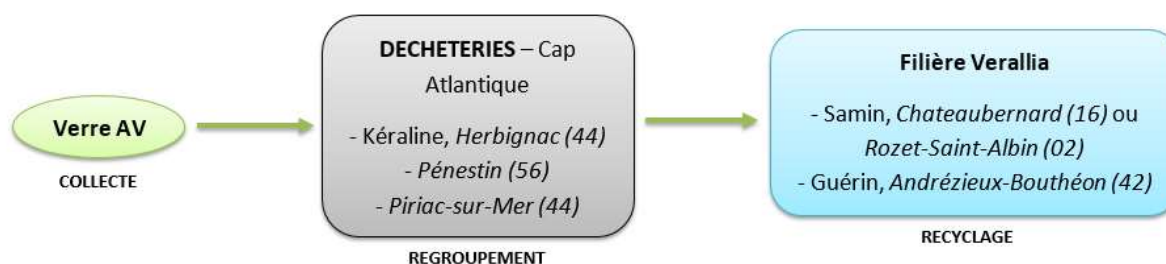 Verre AV
COLLECTE
DECHETERIES – Cap
Atlantique
- Kéraline, Herbignac (44)
- Pénestin (56)
- Piriac-sur-Mer (44)
REGROUPEMENT
Filière Verallia
- Samin, Chateaubernard (16) ou
Rozet-Saint-Albin (02)
- Guérin, Andrézieux-Bouthéon (42)
RECYCLAGE